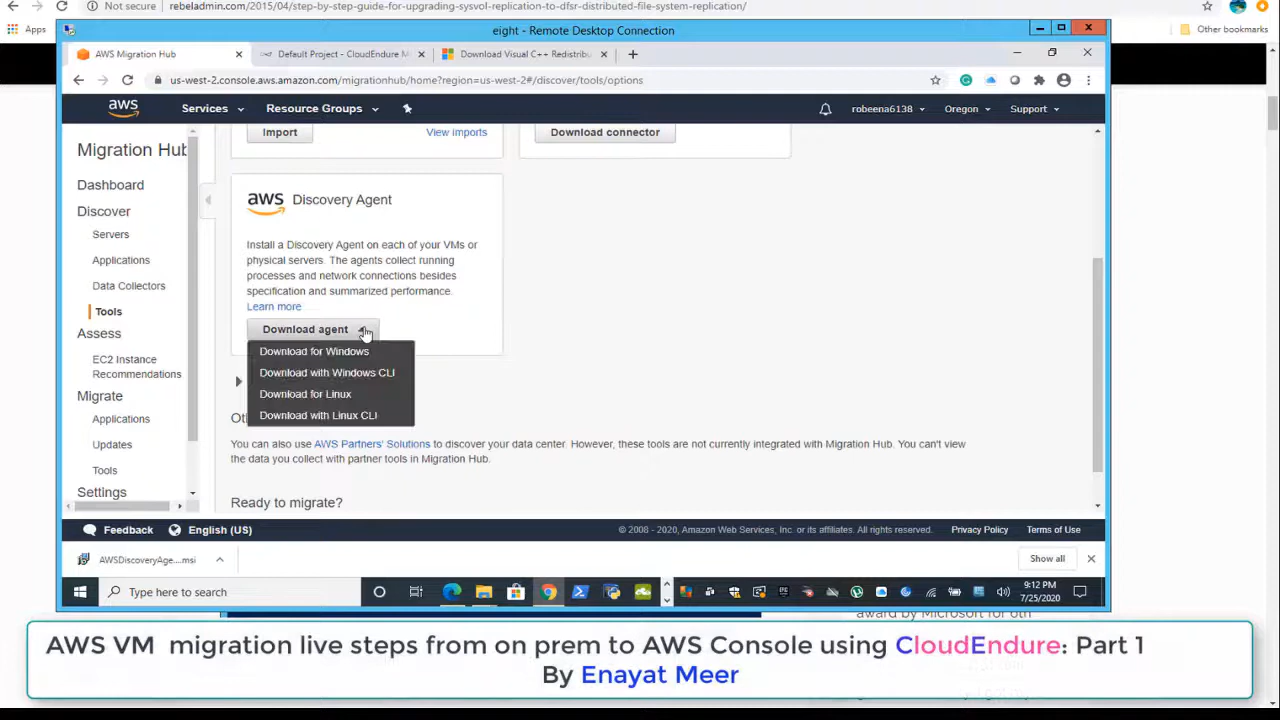 Not secure
rebeladmin.com/2015/04/step-by-step-guide-for-upgrading-sysvol-replication-to-dfsr-distributed-file-system-replication/
Apps
Other bookmarks
eight - Remote Desktop Connection
AWS Migration Hub
Default Project - CloudEndure M
Download Visual C++ Redistribu
us-west-2.console.aws.amazon.com/migrationhub/home?region=us-west-2#/discover/tools/options
aws
Services
Resource Groups
robeena6138
Oregon
Support
Migration Hub
Dashboard
Discover
Servers
Applications
Data Collectors
Tools
Assess
EC2 Instance
Recommendations
Migrate
Applications
Updates
Tools
Settings
Import
View imports
Download connector
aws Discovery Agent
Install a Discovery Agent on each of your VMs or
physical servers. The agents collect running
processes and network connections besides
specification and summarized performance.
Learn more
Download agent
Download for Windows
Download with Windows CLI
Download for Linux
Download with Linux CLI
You can also use AWS Partners' Solutions to discover your data center. However, these tools are not currently integrated with Migration Hub. You can't view
the data you collect with partner tools in Migration Hub.
Ready to migrate?
Feedback
English (US)
© 2008 - 2020, Amazon Web Services, Inc. or its affiliates. All rights reserved.
Privacy Policy
Terms of Use
AWSDiscoveryAge....msi
Show all
Type here to search
9:12 PM
7/25/2020
award by Microsoft for oth
AWS VM migration live steps from on prem to AWS Console using CloudEndure: Part 1
By Enayat Meer